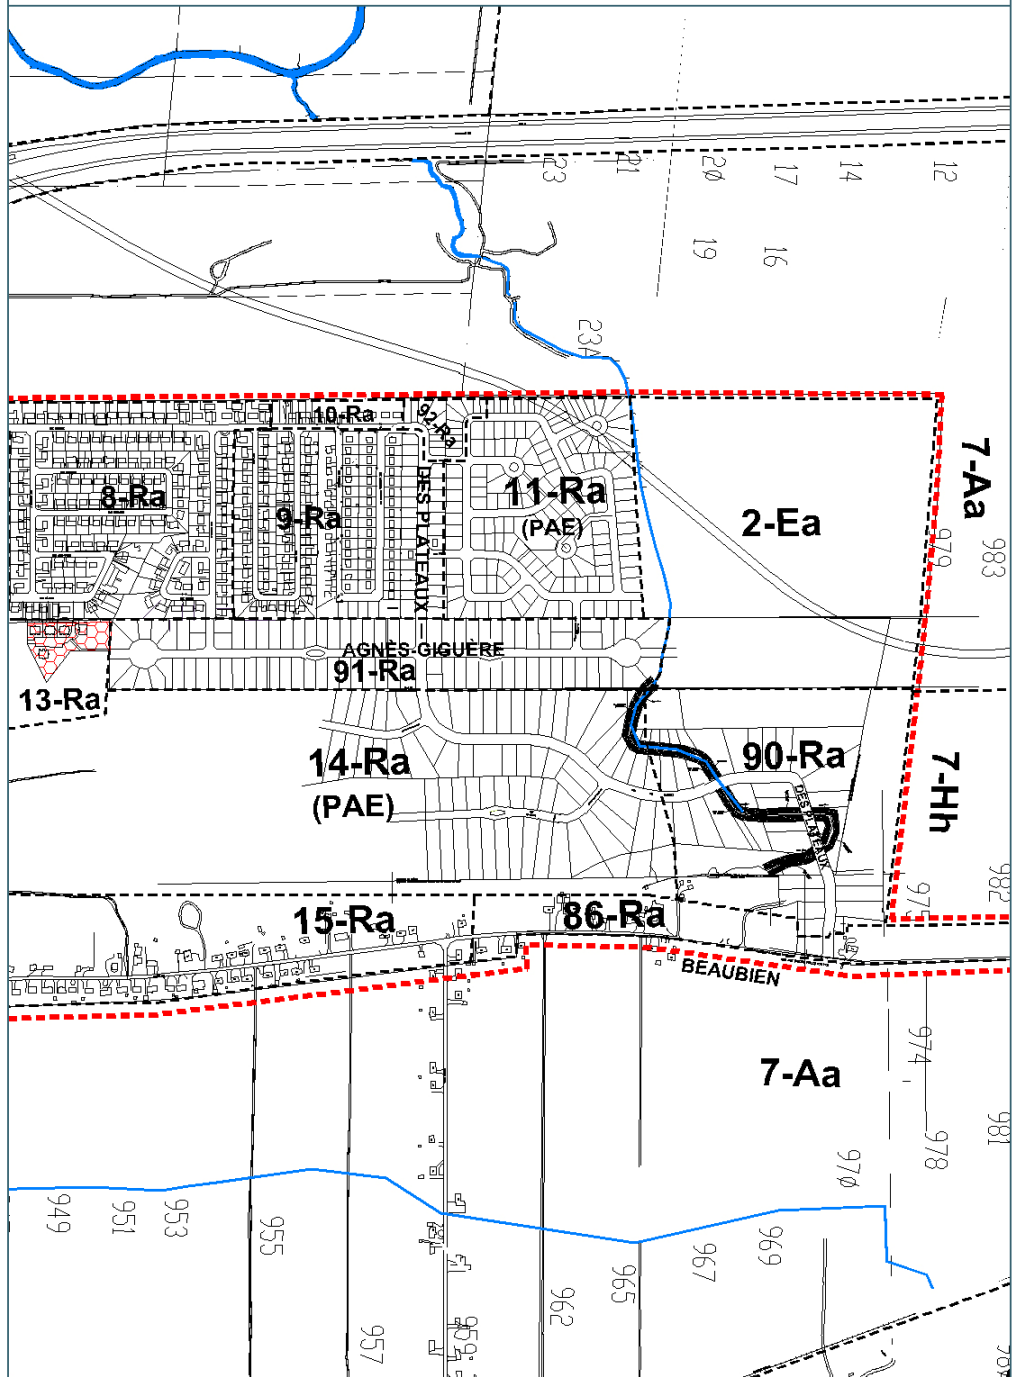 23
21
20
17
14
12
19
16
23A
10-Ra
92-Ra
8-Ra
9-Ra
DES PLATEAUX
11-Ra
(PAE)
2-Ea
7-Aa
979
983
AGNÈS-GIGUÈRE
91-Ra
13-Ra
14-Ra
(PAE)
90-Ra
DES PLATEAUX
7-Hh
975
982
15-Ra
86-Ra
BEAUBIEN
7-Aa
974
978
981
970
949
951
953
955
957
959
962
965
967
969